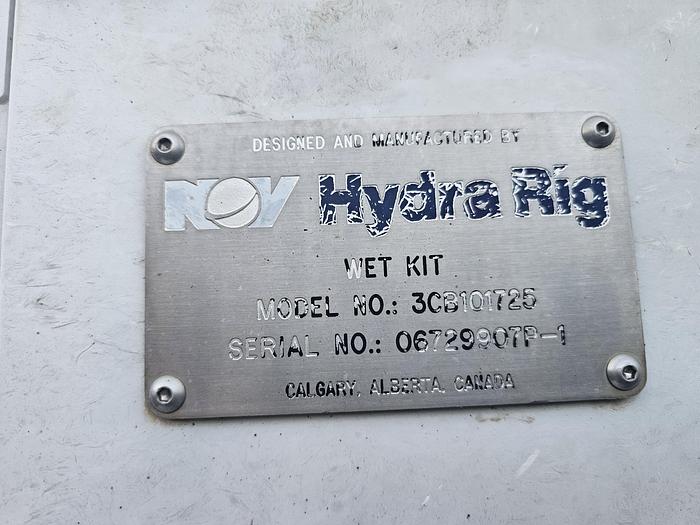 DESIGNED AND MANUFACTURED BY
NOV Hydra Rig
WET KIT
MODEL NO.: 3CB101725
SERIAL NO.: 06729907P-1
CALGARY, ALBERTA, CANADA